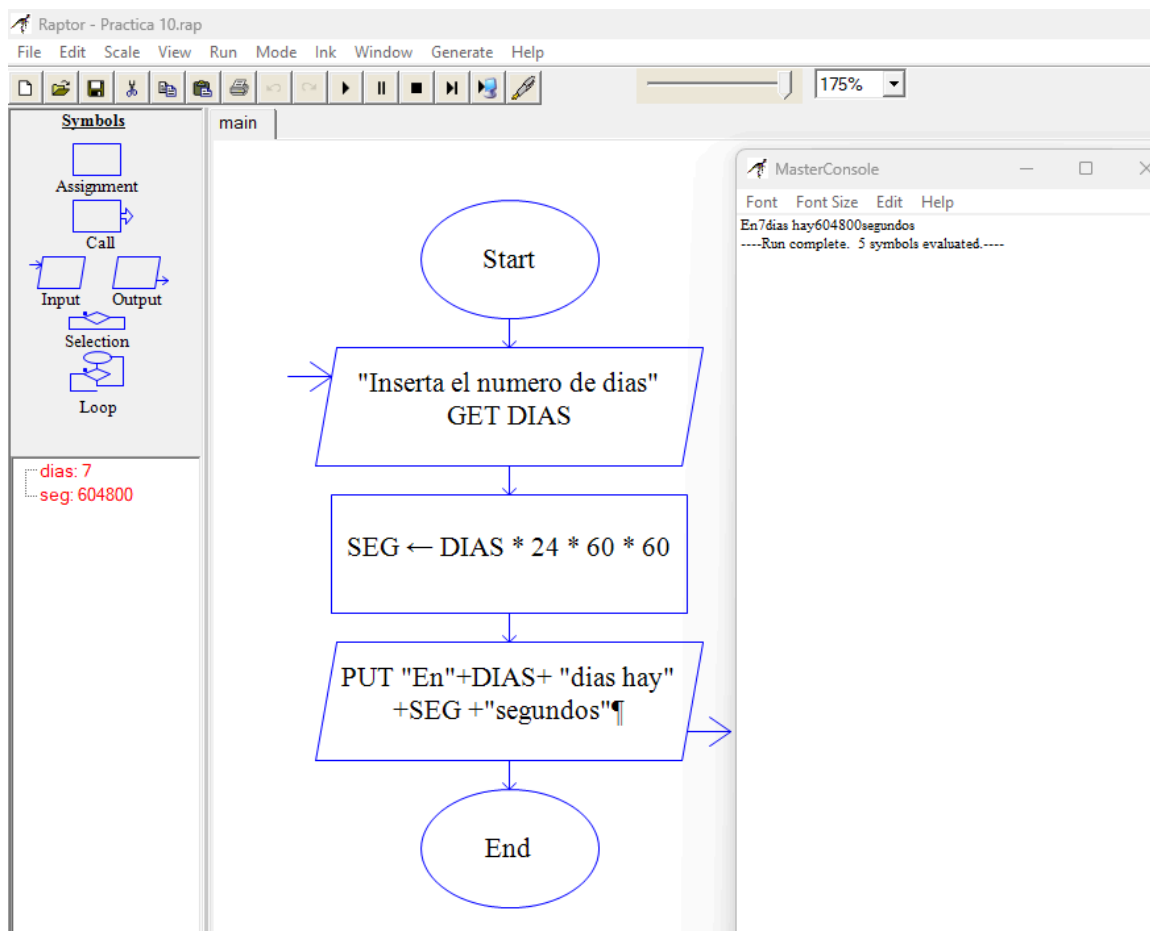 Raptor - Practica 10.rap
File Edit Scale View Run Mode Ink Window Generate Help
175%
Symbols
Assignment
Call
Input Output
Selection
Loop
dias: 7
seg: 604800
main
Start
"Inserta el numero de dias"
GET DIAS
SEG ← DIAS * 24 * 60 * 60
PUT "En"+DIAS+ "dias hay"
+SEG +"segundos"¶
End
MasterConsole
Font Font Size Edit Help
En7dias hay604800segundos
----Run complete. 5 symbols evaluated.----